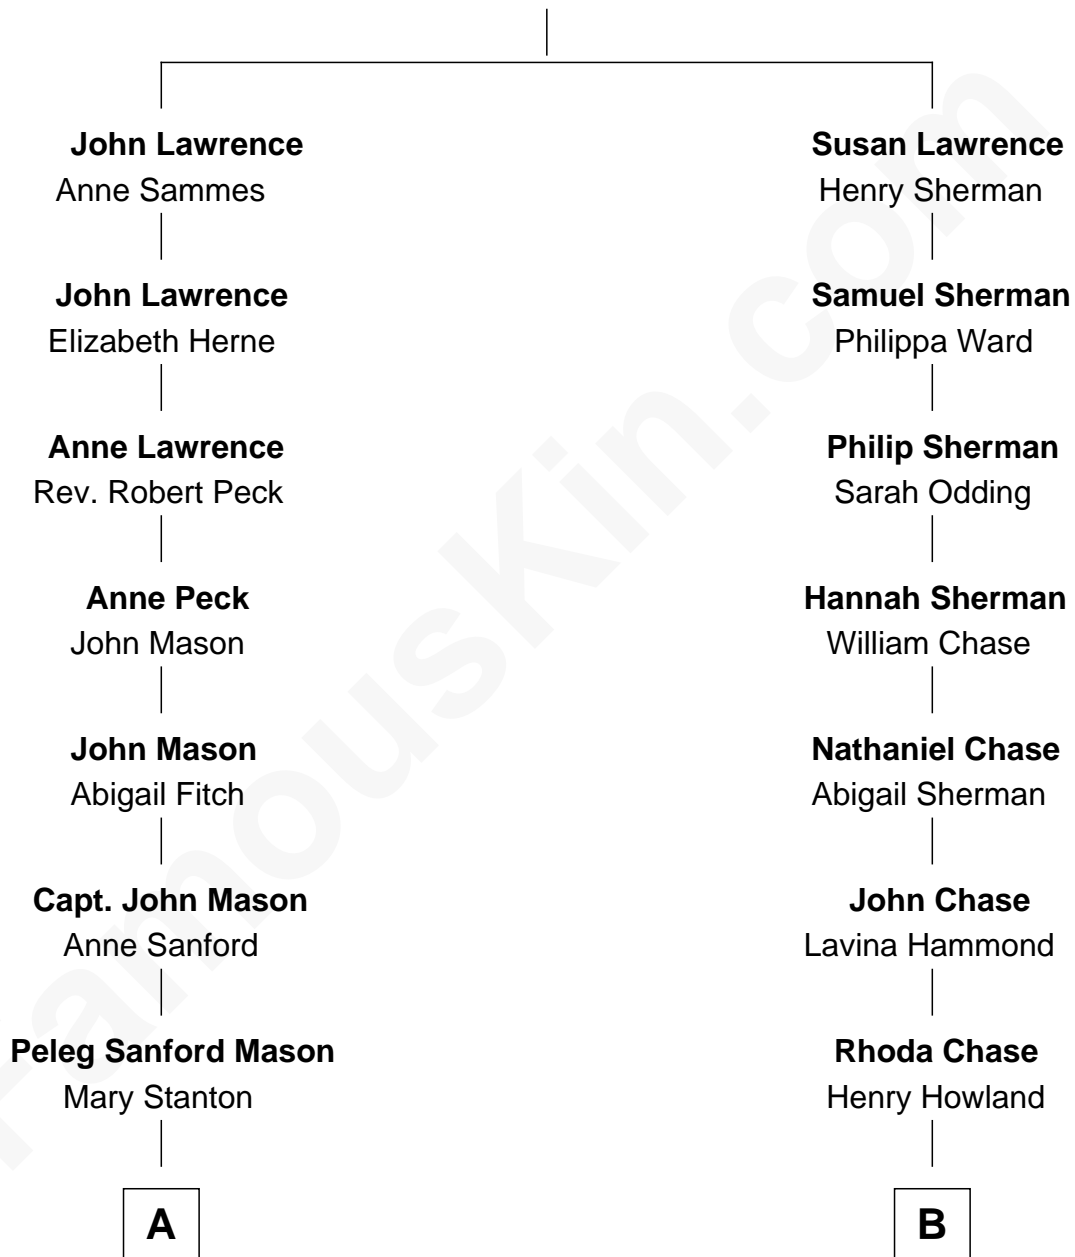 John Lawrence
Anne Sammes
John Lawrence
Elizabeth Herne
Anne Lawrence
Rev. Robert Peck
Anne Peck
John Mason
John Mason
Abigail Fitch
Capt. John Mason
Anne Sanford
Peleg Sanford Mason
Mary Stanton
A
Susan Lawrence
Henry Sherman
Samuel Sherman
Philippa Ward
Philip Sherman
Sarah Odding
Hannah Sherman
William Chase
Nathaniel Chase
Abigail Sherman
John Chase
Lavina Hammond
Rhoda Chase
Henry Howland
B
FamousKin.com